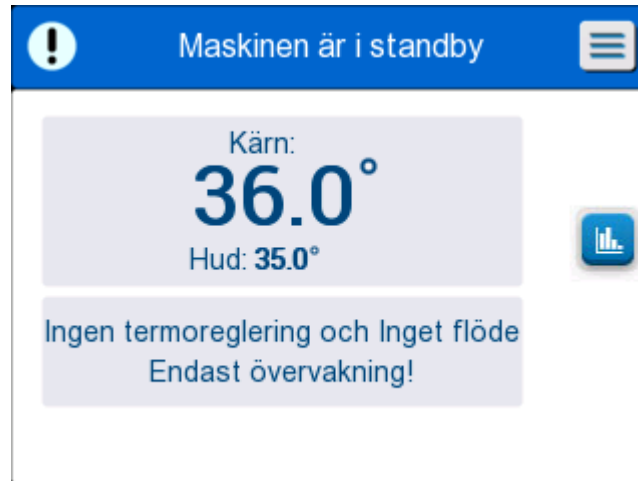 Maskinen är i standby
Kärn:
36.0°
Hud: 35.0°
Ingen termoreglering och Inget flöde
Endast övervakning!